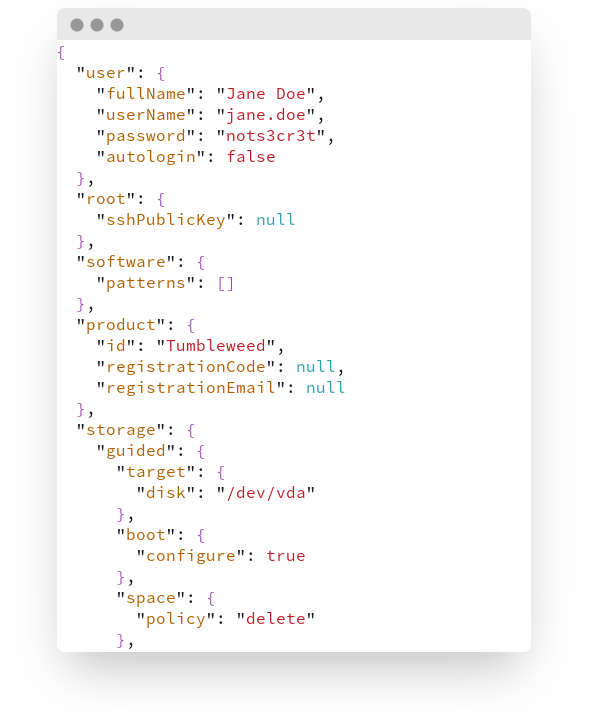 {
  "user": {
    "fullName": "Jane Doe",
    "userName": "jane.doe",
    "password": "nots3cr3t",
    "autologin": false
  },
  "root": {
    "sshPublicKey": null
  },
  "software": {
    "patterns": []
  },
  "product": {
    "id": "Tumbleweed",
    "registrationCode": null,
    "registrationEmail": null
  },
  "storage": {
    "guided": {
      "target": {
        "disk": "/dev/vda"
      },
      "boot": {
        "configure": true
      },
      "space": {
        "policy": "delete"
      },